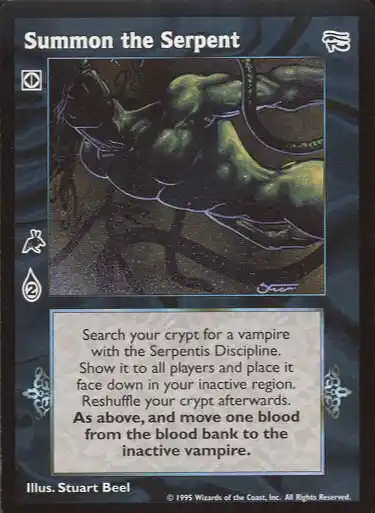 Summon the Serpent
2
Search your crypt for a vampire
with the Serpentis Discipline.
Show it to all players and place it
face down in your inactive region.
Reshuffle your crypt afterwards.
As above, and move one blood
from the blood bank to the
inactive vampire.
Illus. Stuart Beel
© 1995 Wizards of the Coast, Inc. All Rights Reserved.